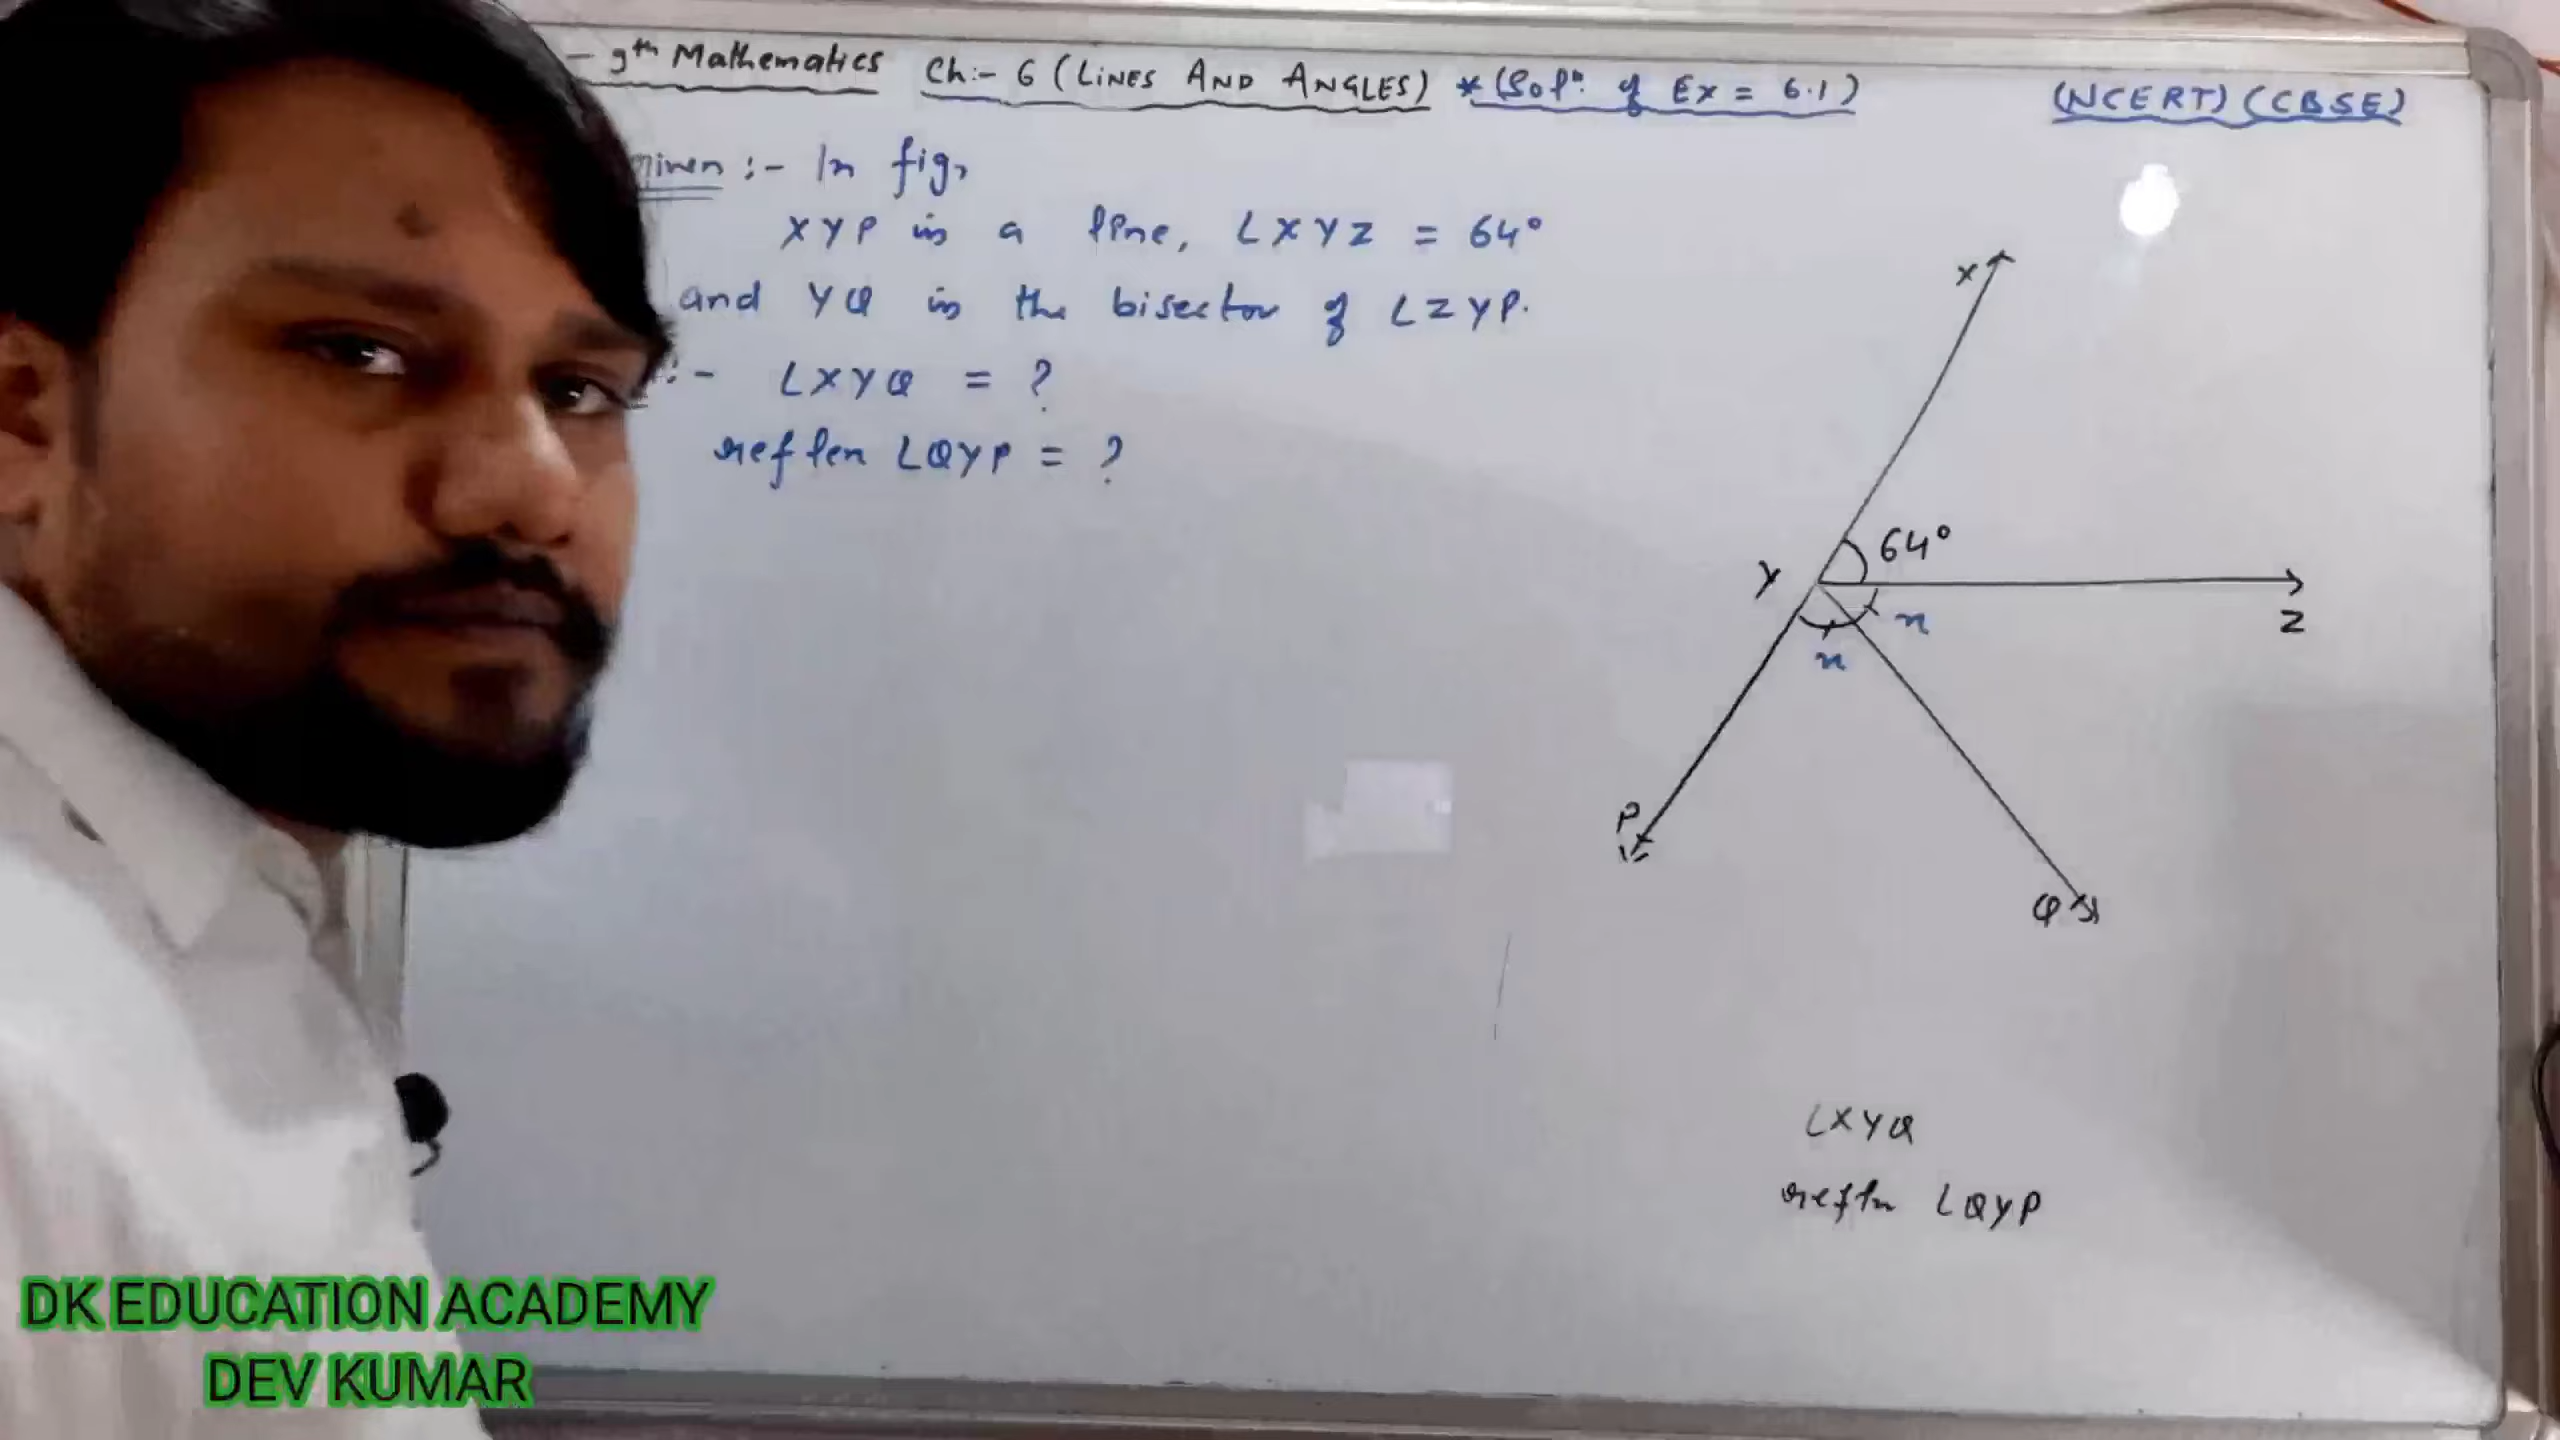 - 9th Mathematics Ch:- 6 (LINES AND ANGLES) * (Solⁿ: of Ex = 6.1) (NCERT) (CBSE)
:- In fig,
XYP is a line, ∠XYZ = 64°
and YQ is the bisector of ∠ZYP.
:- ∠XYQ = ?
reflex ∠QYP = ?
X
64°
Y
Z
x
x
P
Q
∠XYQ
reflex ∠QYP
DK EDUCATION ACADEMY
DEV KUMAR